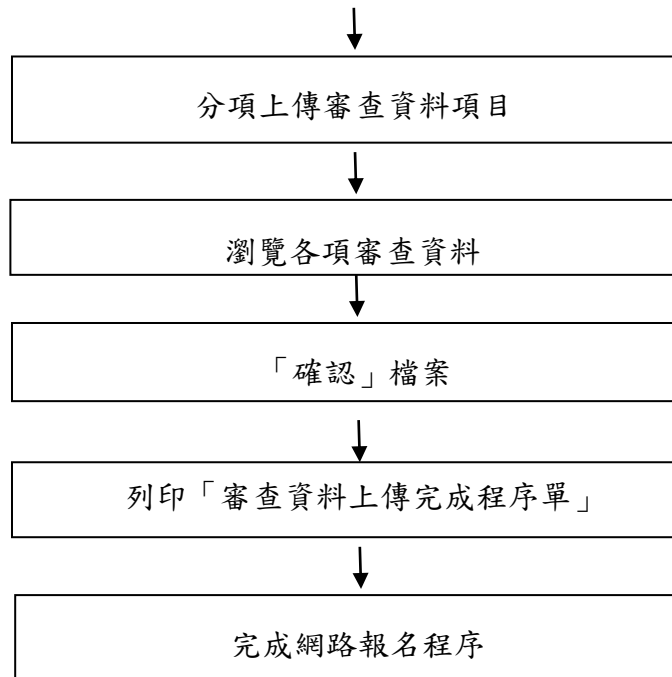 分項上傳審查資料項目
瀏覽各項審查資料
「確認」檔案
列印「審查資料上傳完成程序單」
完成網路報名程序